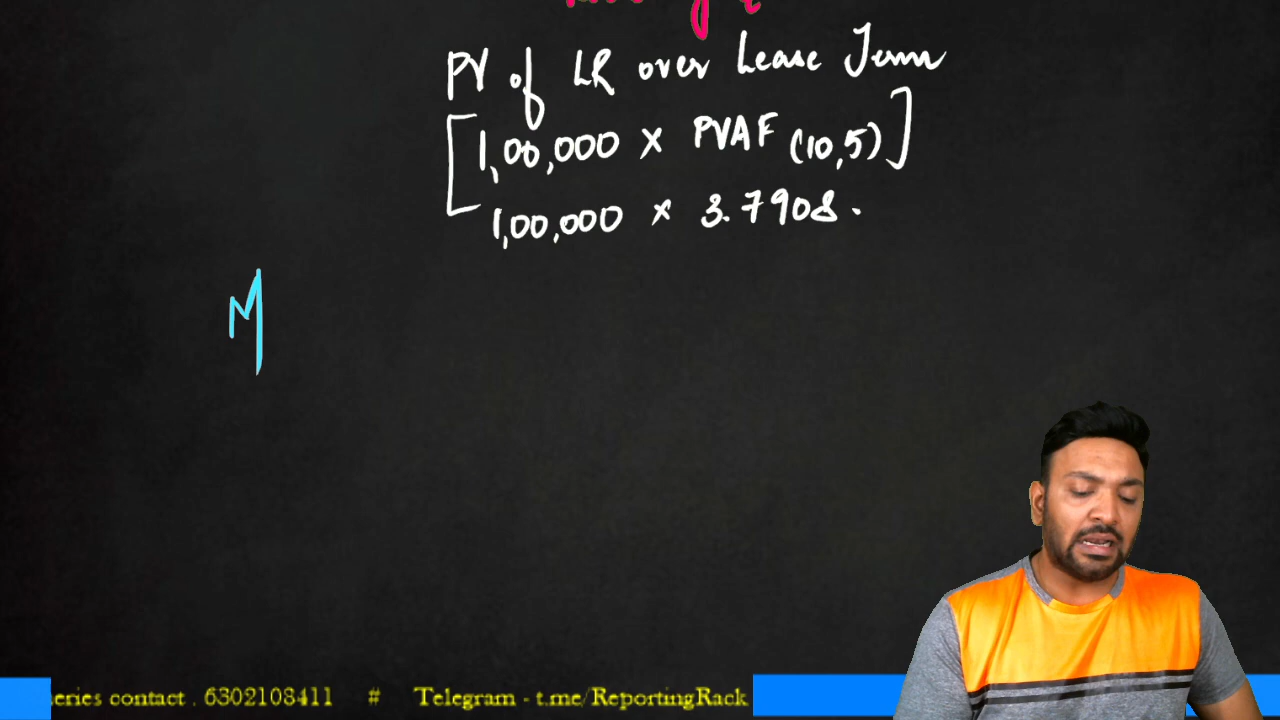 PV of LR over Lease Term
[1,00,000 × PVAF (10,5)]
1,00,000 × 3.7908.
M
eries contact . 6302108411 # Telegram - t.me/ReportingRack